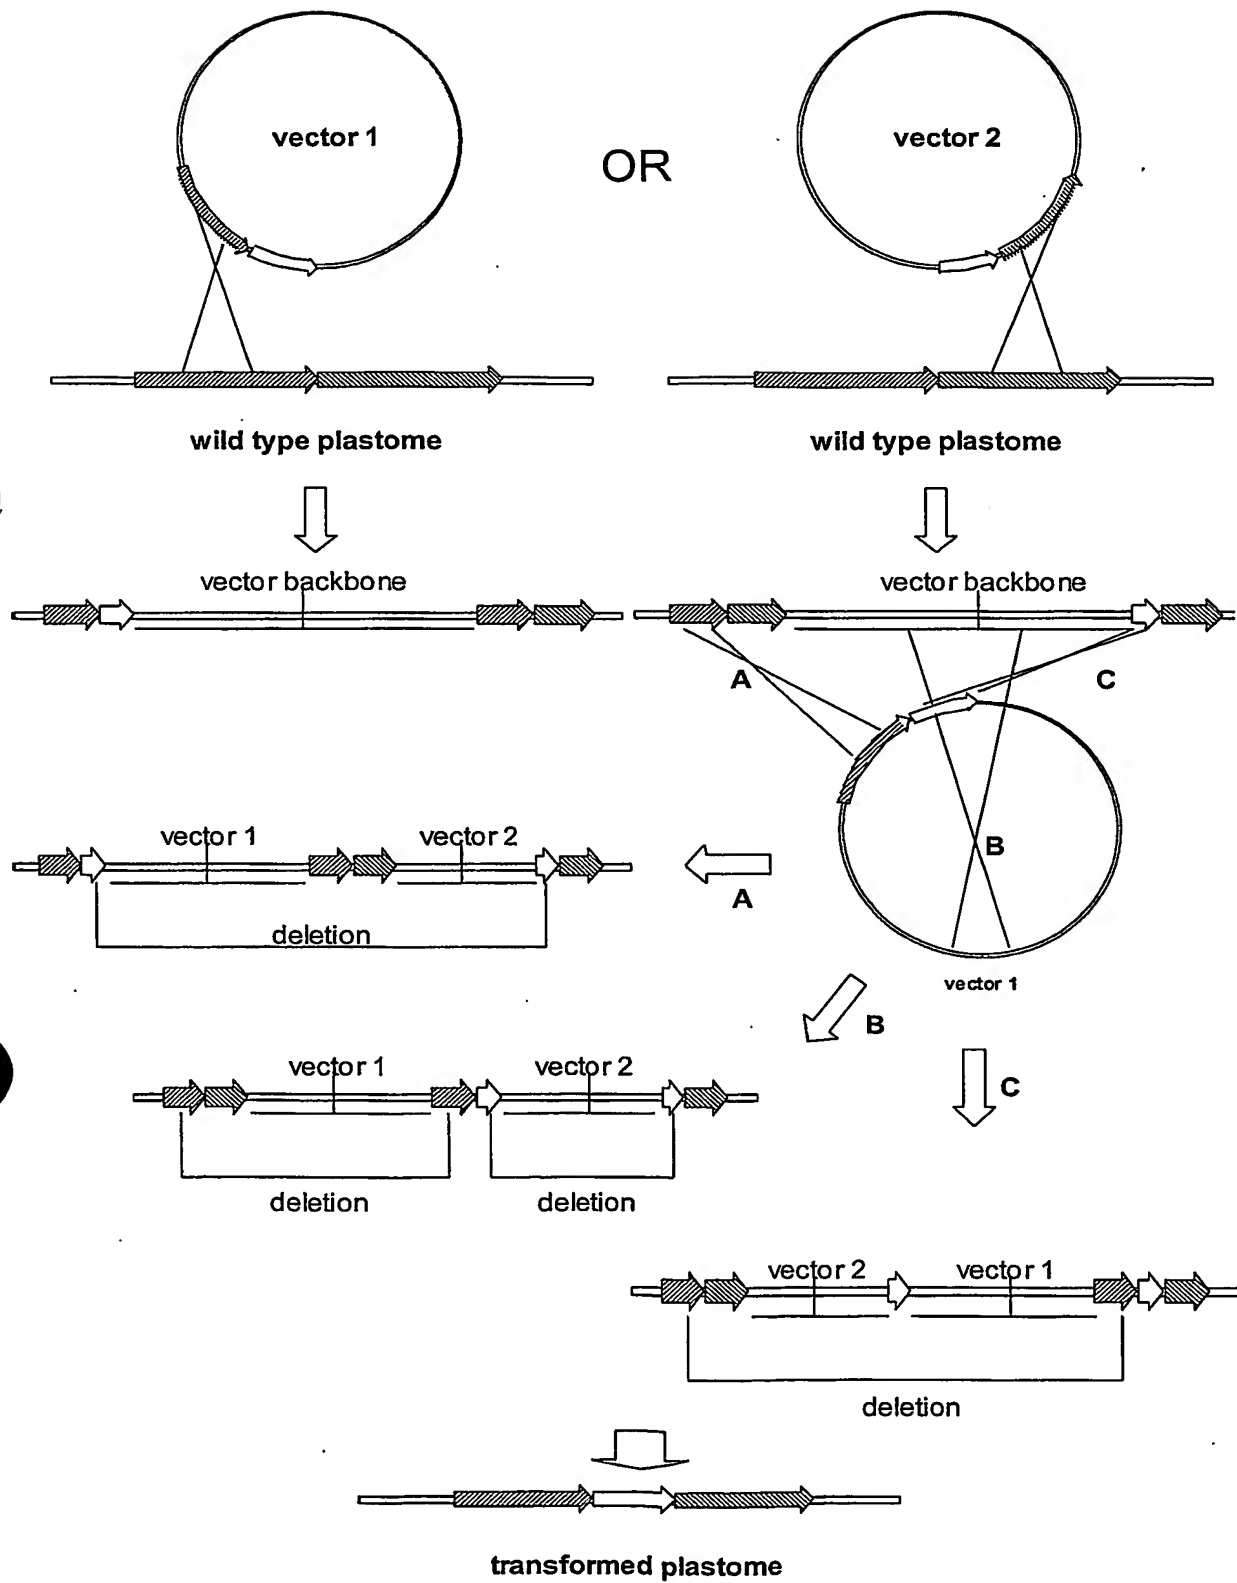 vector 1
OR
vector 2
wild type plastome
wild type plastome
vector backbone
vector backbone
A
C
B
vector 1
vector 1
vector 2
deletion
A
B
vector 1
vector 2
deletion
deletion
C
vector 2
vector 1
deletion
transformed plastome